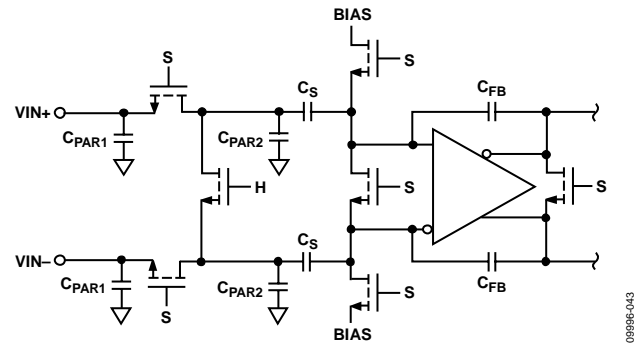 BIAS
S
S
CS
CFB
VIN+
CPAR1
CPAR2
H
S
S
CS
VIN–
CPAR1
CPAR2
S
CFB
S
BIAS
09996-043